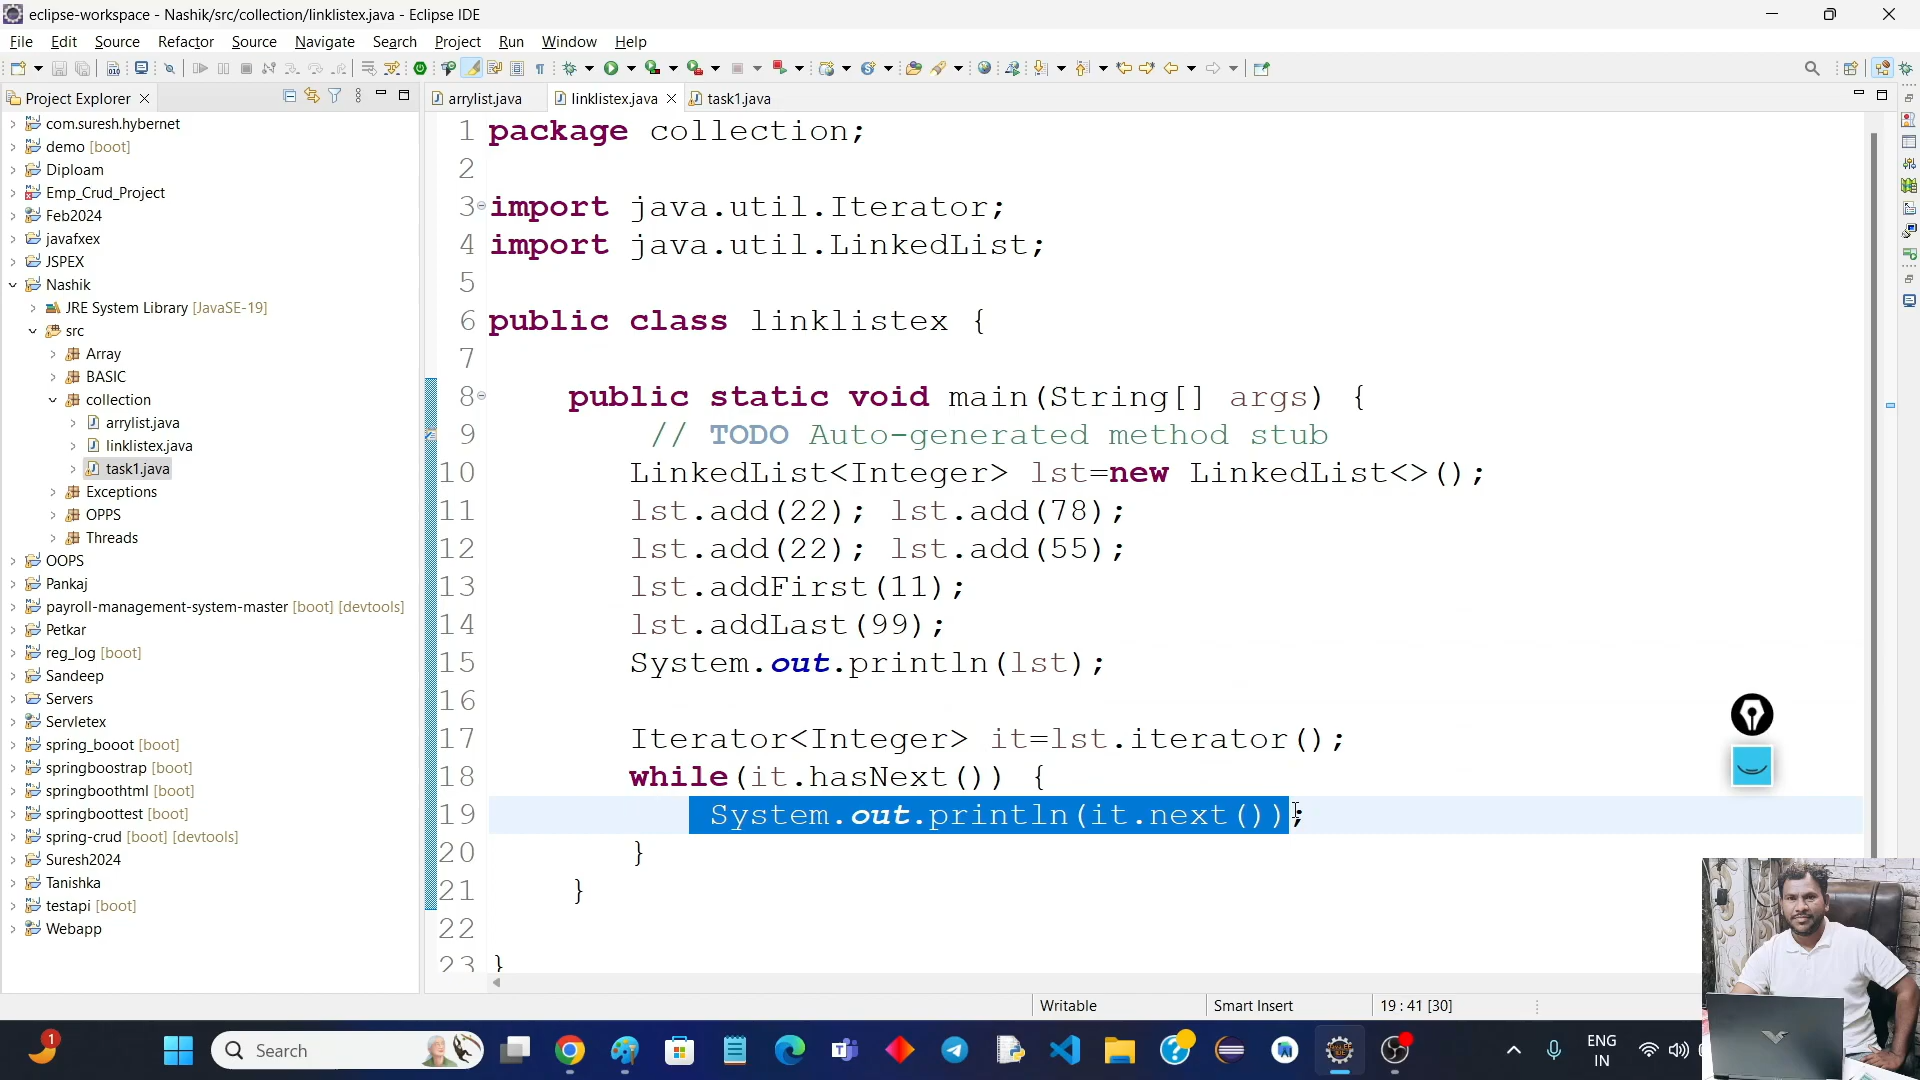 eclipse-workspace - Nashik/src/collection/linklistex.java - Eclipse IDE
File Edit Source Refactor Source Navigate Search Project Run Window Help
Project Explorer
arrylist.java linklistex.java task1.java
com.suresh.hybernet
demo [boot]
Diploam
Emp_Crud_Project
Feb2024
javafxex
JSPEX
Nashik
JRE System Library [JavaSE-19]
src
Array
BASIC
collection
arrylist.java
linklistex.java
task1.java
Exceptions
OPPS
Threads
OOPS
Pankaj
payroll-management-system-master [boot] [devtools]
Petkar
reg_log [boot]
Sandeep
Servers
Servletex
spring_booot [boot]
springboostrap [boot]
springboothtml [boot]
springboottest [boot]
spring-crud [boot] [devtools]
Suresh2024
Tanishka
testapi [boot]
Webapp
1 package collection;
2
3 import java.util.Iterator;
4 import java.util.LinkedList;
5
6 public class linklistex {
7
8 public static void main(String[] args) {
9 // TODO Auto-generated method stub
10 LinkedList<Integer> lst=new LinkedList<>();
11 lst.add(22); lst.add(78);
12 lst.add(22); lst.add(55);
13 lst.addFirst(11);
14 lst.addLast(99);
15 System.out.println(lst);
16
17 Iterator<Integer> it=lst.iterator();
18 while(it.hasNext()) {
19 System.out.println(it.next());
20 }
21 }
22
23 }
Writable Smart Insert 19 : 41 [30]
1 Search ENG
IN